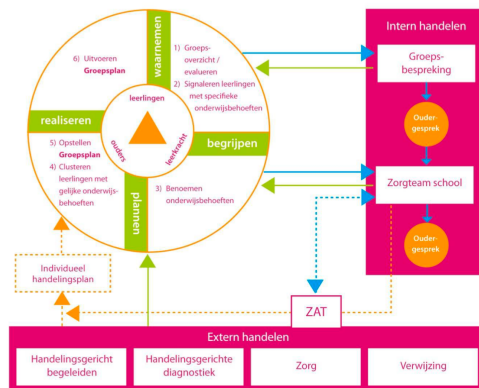 6) Uitvoeren
Groepsplan
waarnemen
1) Groeps-
overzicht /
evalueren
2) Signaleren leerlingen
met specifieke
onderwijsbehoeften
leerlingen
ouders
leerkracht
realiseren
begrijpen
5) Opstellen
Groepsplan
4) Clusteren
leerlingen met
gelijke onderwijs-
behoeften
plannen
3) Benoemen
onderwijsbehoeften
Intern handelen
Groeps-
bespreking
Ouder-
gesprek
Zorgteam school
Ouder-
gesprek
Individueel
handelingsplan
ZAT
Extern handelen
Handelingsgericht
begeleiden
Handelingsgerichte
diagnostiek
Zorg
Verwijzing